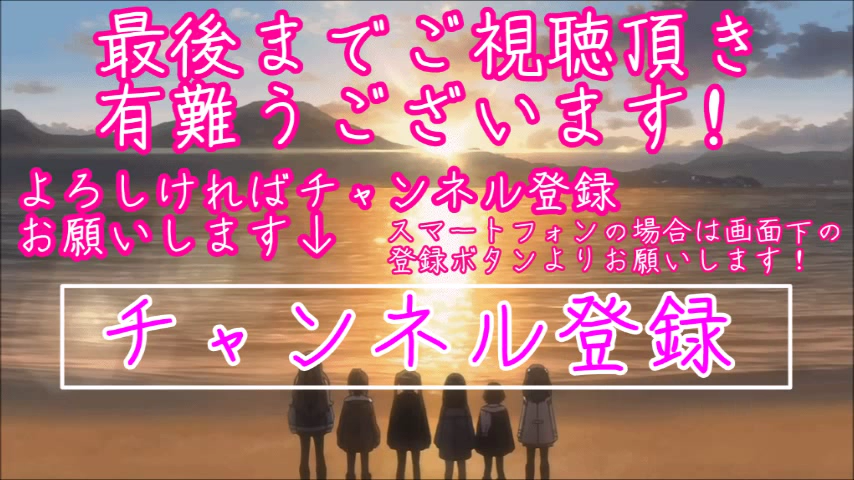 最後までご視聴頂き
有難うございます!
よろしければチャンネル登録
お願いします↓
スマートフォンの場合は画面下の
登録ボタンよりお願いします!
チャンネル登録